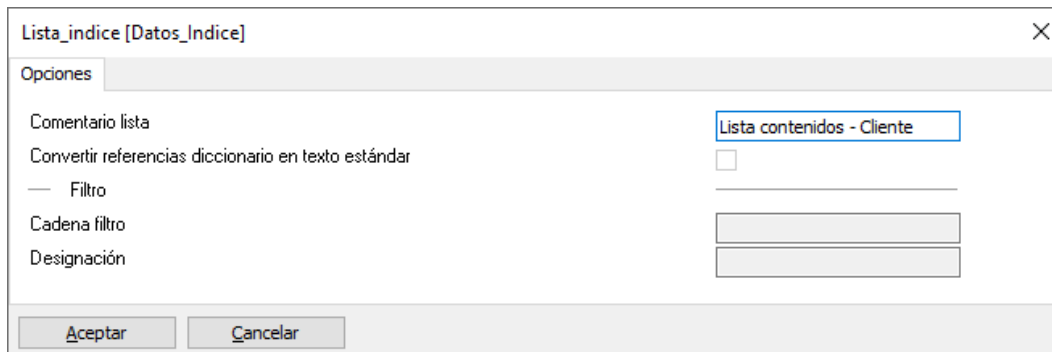 Lista_indice [Datos_Indice]
Opciones
Comentario lista Lista contenidos - Cliente
Convertir referencias diccionario en texto estándar
Filtro
Cadena filtro
Designación
Aceptar Cancelar